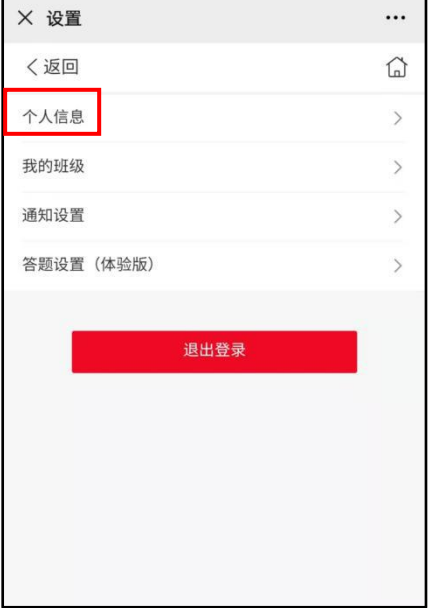 设置
返回
个人信息
我的班级
通知设置
答题设置（体验版）
退出登录